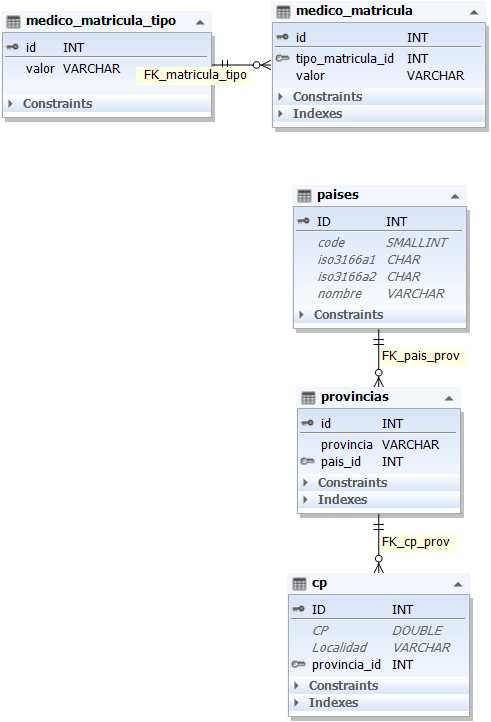 medico_matricula_tipo
id INT
valor VARCHAR
Constraints
FK_matricula_tipo
medico_matricula
id INT
tipo_matricula_id INT
valor VARCHAR
Constraints
Indexes
paises
ID INT
code SMALLINT
iso3166a1 CHAR
iso3166a2 CHAR
nombre VARCHAR
Constraints
FK_pais_prov
provincias
id INT
provincia VARCHAR
pais_id INT
Constraints
Indexes
FK_cp_prov
cp
ID INT
CP DOUBLE
Localidad VARCHAR
provincia_id INT
Constraints
Indexes